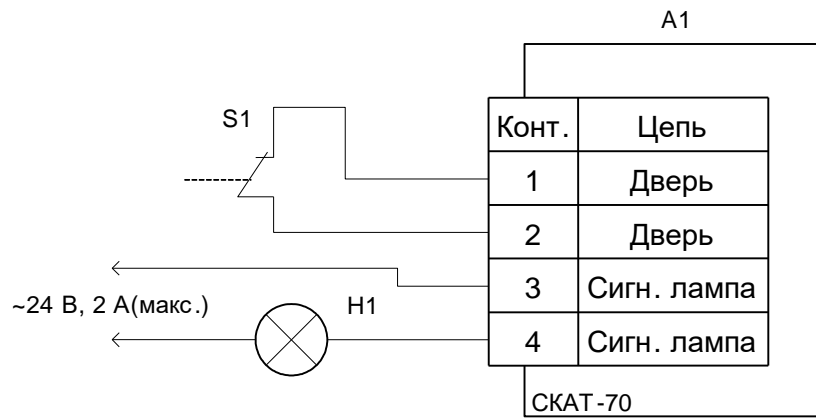 A1
S1
Конт. Цепь
1 Дверь
2 Дверь
3 Сигн. лампа
~24 В, 2 А(макс.)
H1
4 Сигн. лампа
СКАТ-70